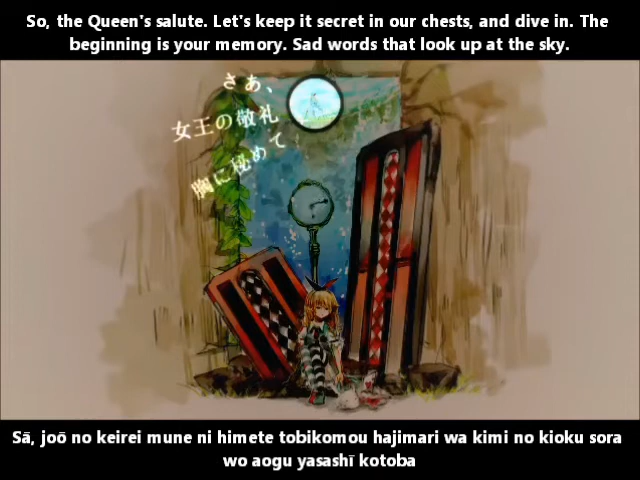 So, the Queen's salute. Let's keep it secret in our chests, and dive in. The
beginning is your memory. Sad words that look up at the sky.
さあ、
女王の敬礼
胸に秘めて
Sā, joō no keirei mune ni himete tobikomou hajimari wa kimi no kioku sora
wo aogu yasashī kotoba